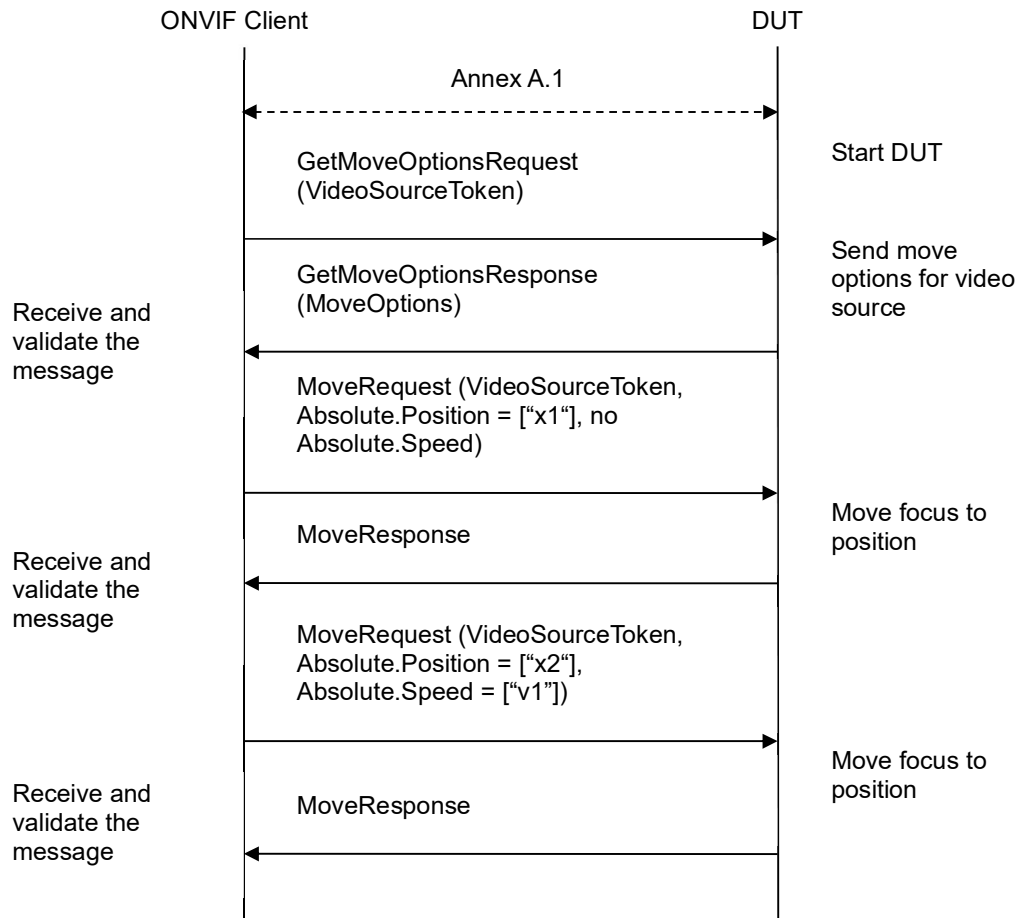 ONVIF Client
DUT
Annex A.1
Start DUT
GetMoveOptionsRequest
(VideoSourceToken)
Send move
options for video
source
GetMoveOptionsResponse
(MoveOptions)
Receive and
validate the
message
MoveRequest (VideoSourceToken,
Absolute.Position = [“x1“], no
Absolute.Speed)
Move focus to
position
MoveResponse
Receive and
validate the
message
MoveRequest (VideoSourceToken,
Absolute.Position = [“x2“],
Absolute.Speed = [“v1”])
Move focus to
position
MoveResponse
Receive and
validate the
message